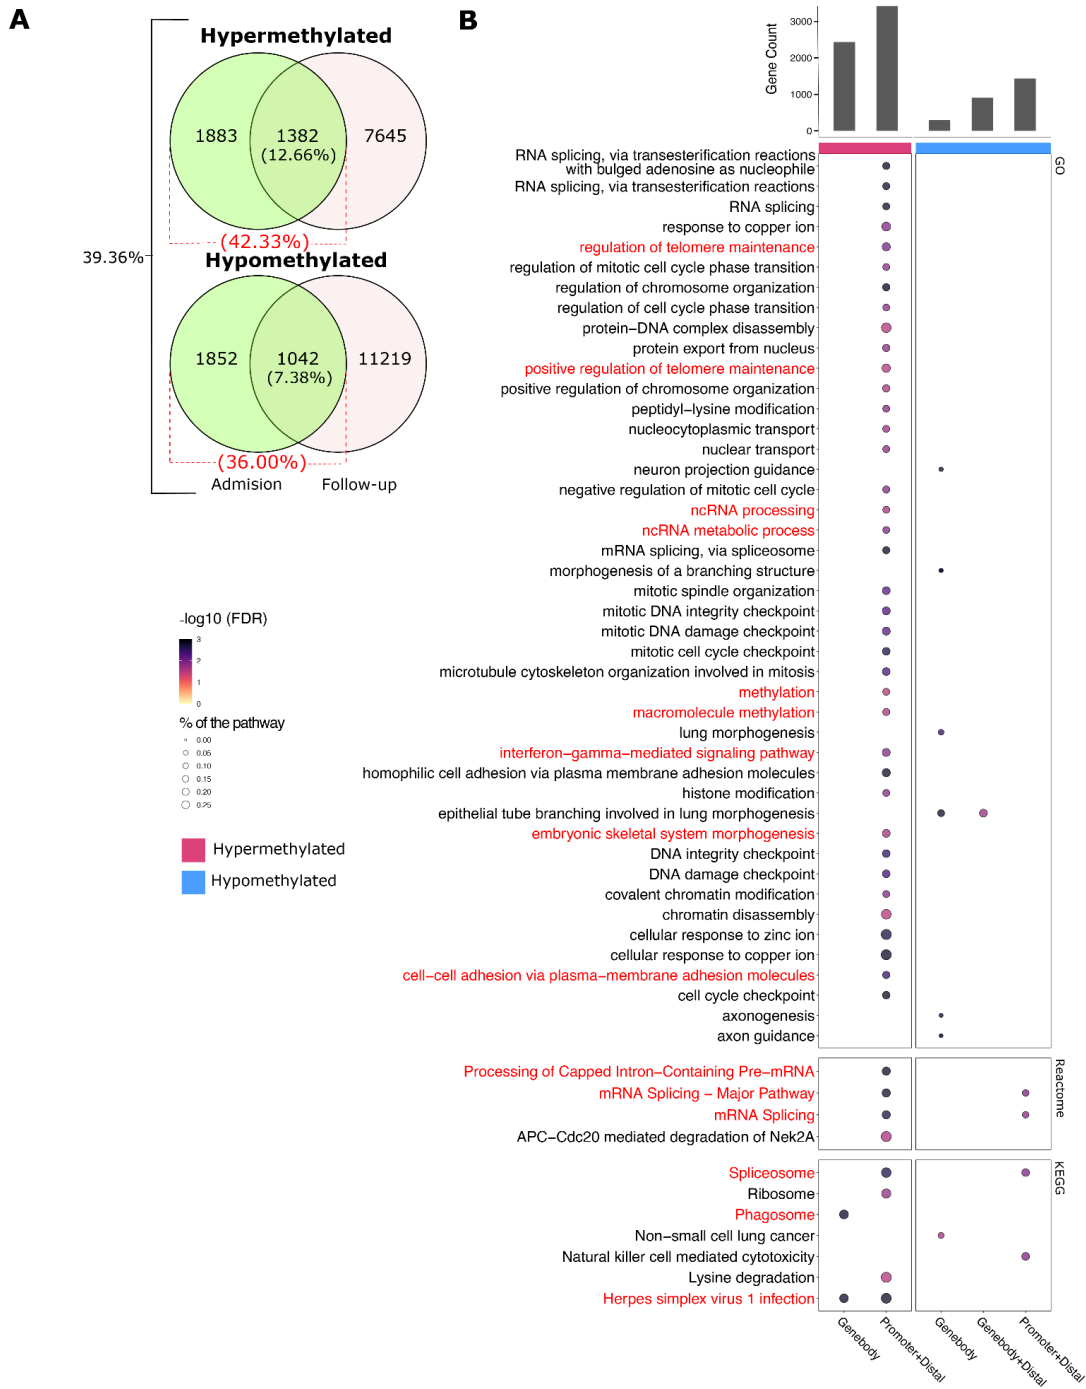 A
Hypermethylated
1883
1382
(12.66%)
7645
(42.33%)
39.36%
Hypomethylated
1852
1042
(7.38%)
11219
(36.00%)
Admision
Follow-up
-log10 (FDR)
3
2
1
0
% of the pathway
0.00
0.05
0.10
0.15
0.20
0.25
Hypermethylated
Hypomethylated
B
Gene Count
3000
2000
1000
0
GO
RNA splicing, via transesterification reactions
with bulged adenosine as nucleophile
RNA splicing, via transesterification reactions
RNA splicing
response to copper ion
regulation of telomere maintenance
regulation of mitotic cell cycle phase transition
regulation of chromosome organization
regulation of cell cycle phase transition
protein−DNA complex disassembly
protein export from nucleus
positive regulation of telomere maintenance
positive regulation of chromosome organization
peptidyl−lysine modification
nucleocytoplasmic transport
nuclear transport
neuron projection guidance
negative regulation of mitotic cell cycle
ncRNA processing
ncRNA metabolic process
mRNA splicing, via spliceosome
morphogenesis of a branching structure
mitotic spindle organization
mitotic DNA integrity checkpoint
mitotic DNA damage checkpoint
mitotic cell cycle checkpoint
microtubule cytoskeleton organization involved in mitosis
methylation
macromolecule methylation
lung morphogenesis
interferon−gamma−mediated signaling pathway
homophilic cell adhesion via plasma membrane adhesion molecules
histone modification
epithelial tube branching involved in lung morphogenesis
embryonic skeletal system morphogenesis
DNA integrity checkpoint
DNA damage checkpoint
covalent chromatin modification
chromatin disassembly
cellular response to zinc ion
cellular response to copper ion
cell−cell adhesion via plasma−membrane adhesion molecules
cell cycle checkpoint
axonogenesis
axon guidance
Reactome
Processing of Capped Intron−Containing Pre−mRNA
mRNA Splicing − Major Pathway
mRNA Splicing
APC−Cdc20 mediated degradation of Nek2A
KEGG
Spliceosome
Ribosome
Phagosome
Non−small cell lung cancer
Natural killer cell mediated cytotoxicity
Lysine degradation
Herpes simplex virus 1 infection
Genebody
Promoter+Distal
Genebody
Genebody+Distal
Promoter+Distal